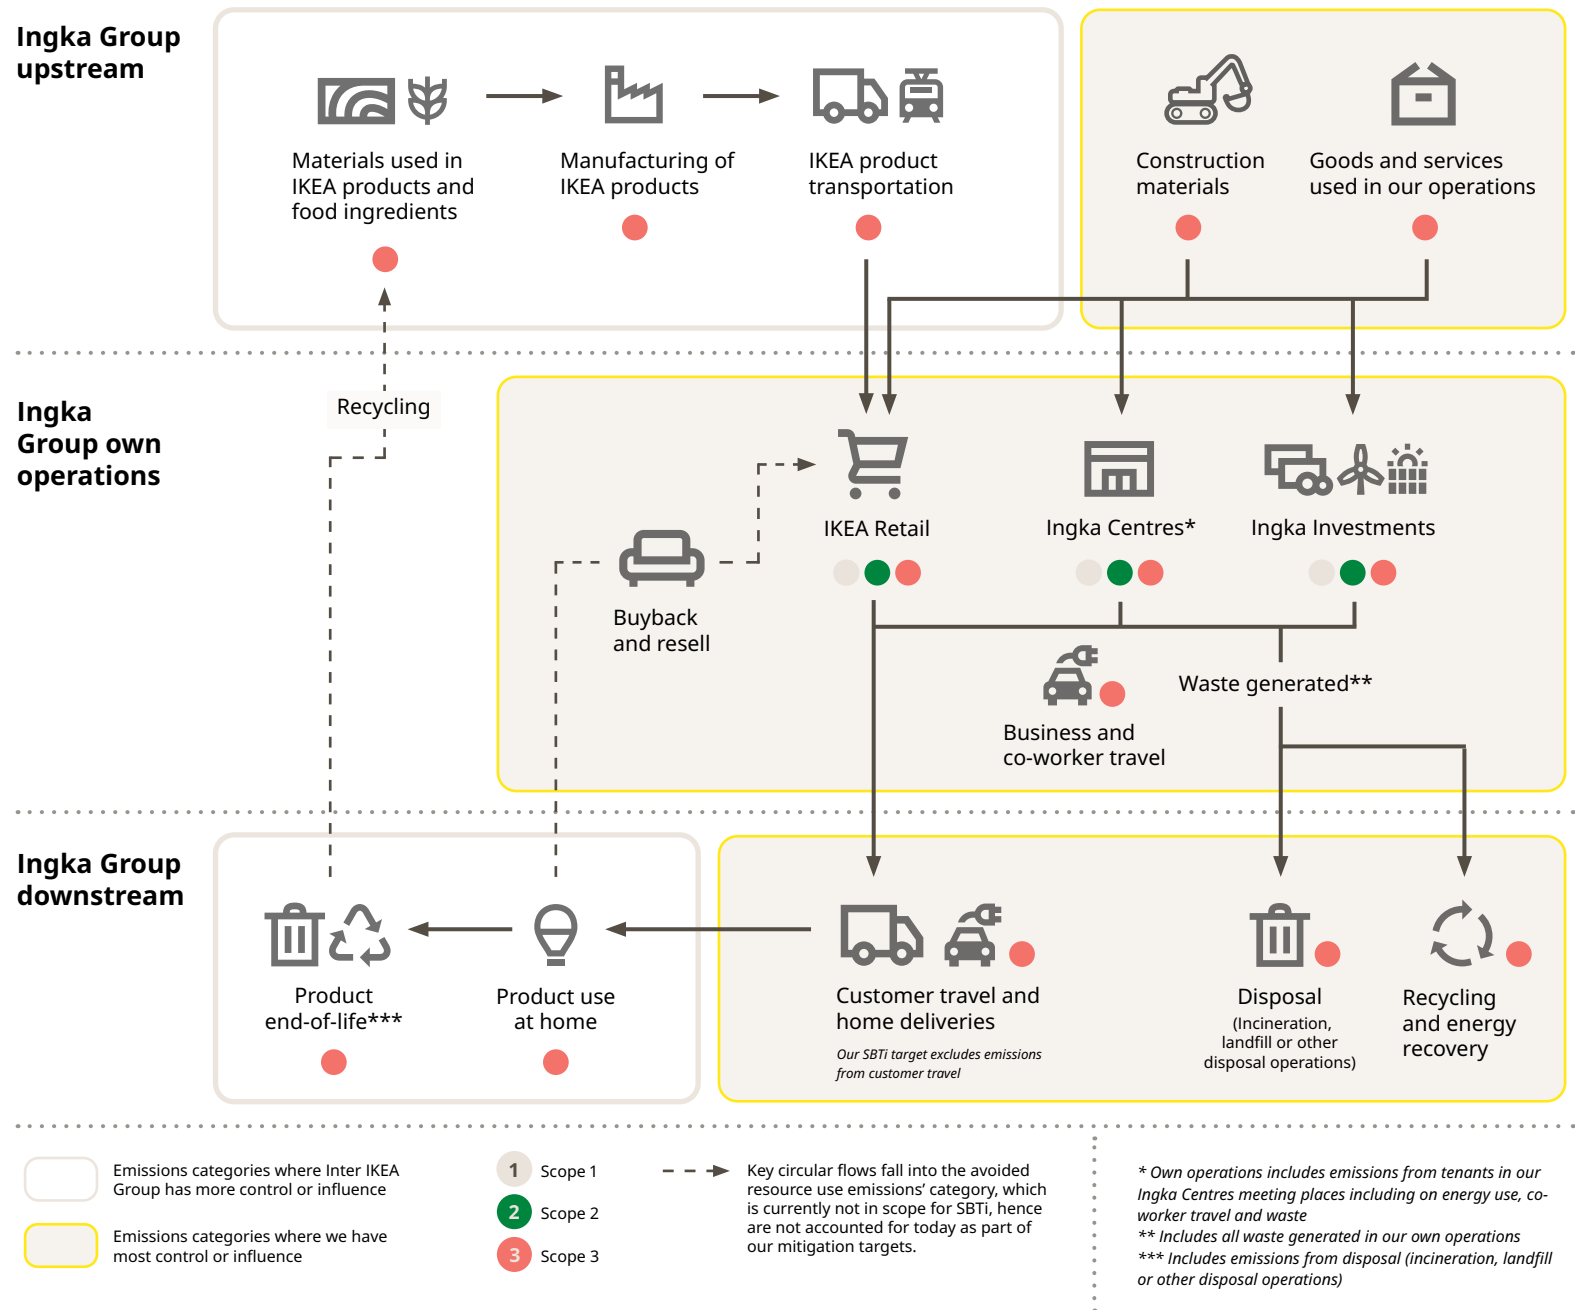 Ingka Group
upstream
Materials used in
IKEA products and
food ingredients
Manufacturing of
IKEA products
IKEA product
transportation
Construction
materials
Goods and services
used in our operations
Ingka
Group own
operations
Recycling
Buyback
and resell
IKEA Retail
Ingka Centres*
Ingka Investments
Business and
co-worker travel
Waste generated**
Ingka Group
downstream
Product
end-of-life***
Product use
at home
Customer travel and
home deliveries
Our SBTi target excludes emissions
from customer travel
Disposal
(Incineration,
landfill or other
disposal operations)
Recycling
and energy
recovery
Emissions categories where Inter IKEA
Group has more control or influence
Emissions categories where we have
most control or influence
1 Scope 1
2 Scope 2
3 Scope 3
Key circular flows fall into the avoided
resource use emissions’ category, which
is currently not in scope for SBTi, hence
are not accounted for today as part of
our mitigation targets.
* Own operations includes emissions from tenants in our
Ingka Centres meeting places including on energy use, co-
worker travel and waste
** Includes all waste generated in our own operations
*** Includes emissions from disposal (incineration, landfill
or other disposal operations)